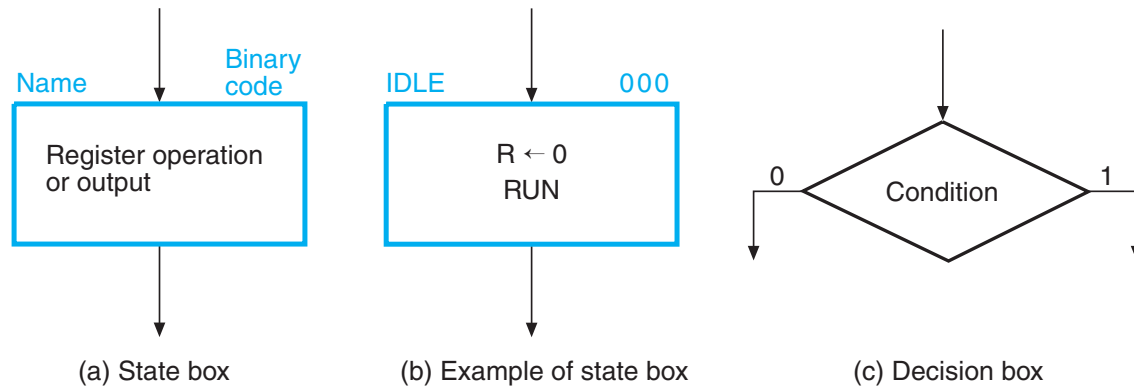 Name
Binary
code
Register operation
or output
(a) State box
IDLE
000
R ← 0
RUN
(b) Example of state box
0
1
Condition
(c) Decision box